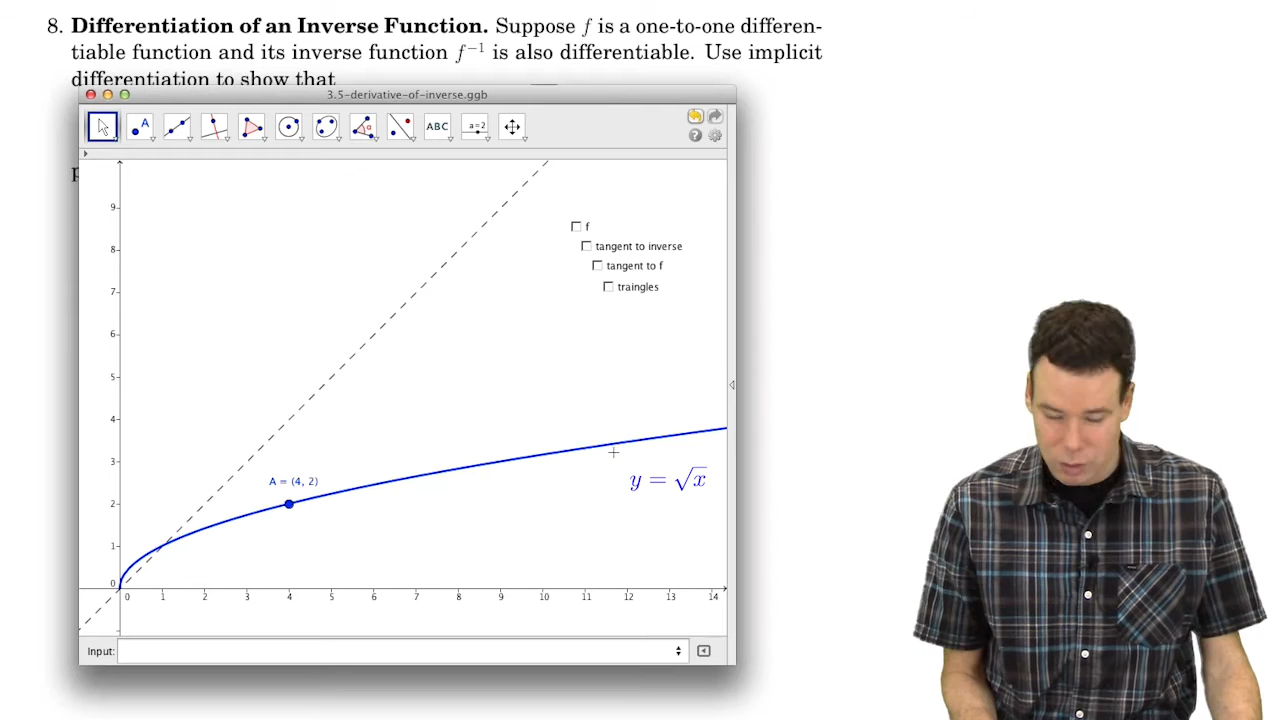 8. Differentiation of an Inverse Function. Suppose f is a one-to-one differen-
tiable function and its inverse function f⁻¹ is also differentiable. Use implicit
differentiation to show that
3.5-derivative-of-inverse.ggb
A
α
ABC
a=2
?
p
9
f
8
tangent to inverse
tangent to f
7
traingles
6
5
4
3
A = (4, 2)
y = √x
2
1
0
0 1 2 3 4 5 6 7 8 9 10 11 12 13 14
Input: